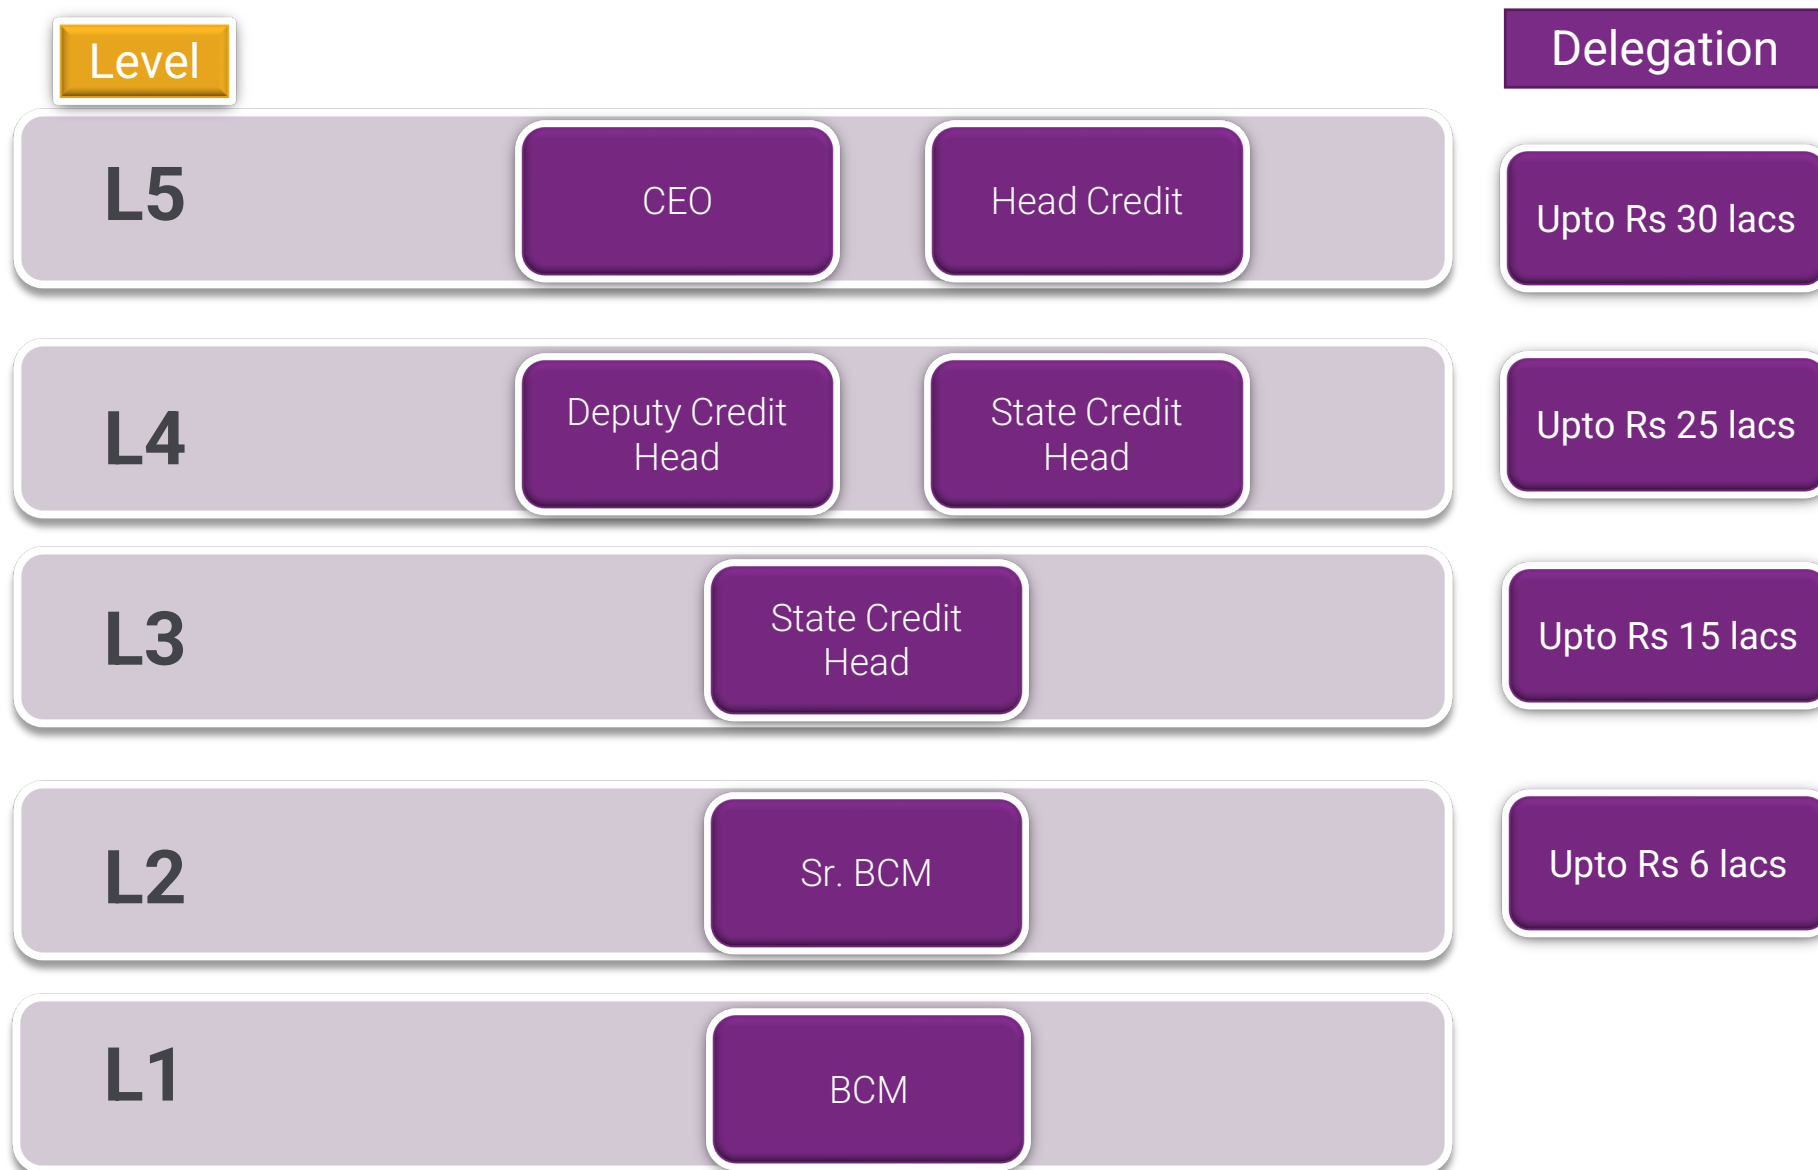 Level
Delegation
L5
CEO
Head Credit
Upto Rs 30 lacs
L4
Deputy Credit
Head
State Credit
Head
Upto Rs 25 lacs
L3
State Credit
Head
Upto Rs 15 lacs
L2
Sr. BCM
Upto Rs 6 lacs
L1
BCM